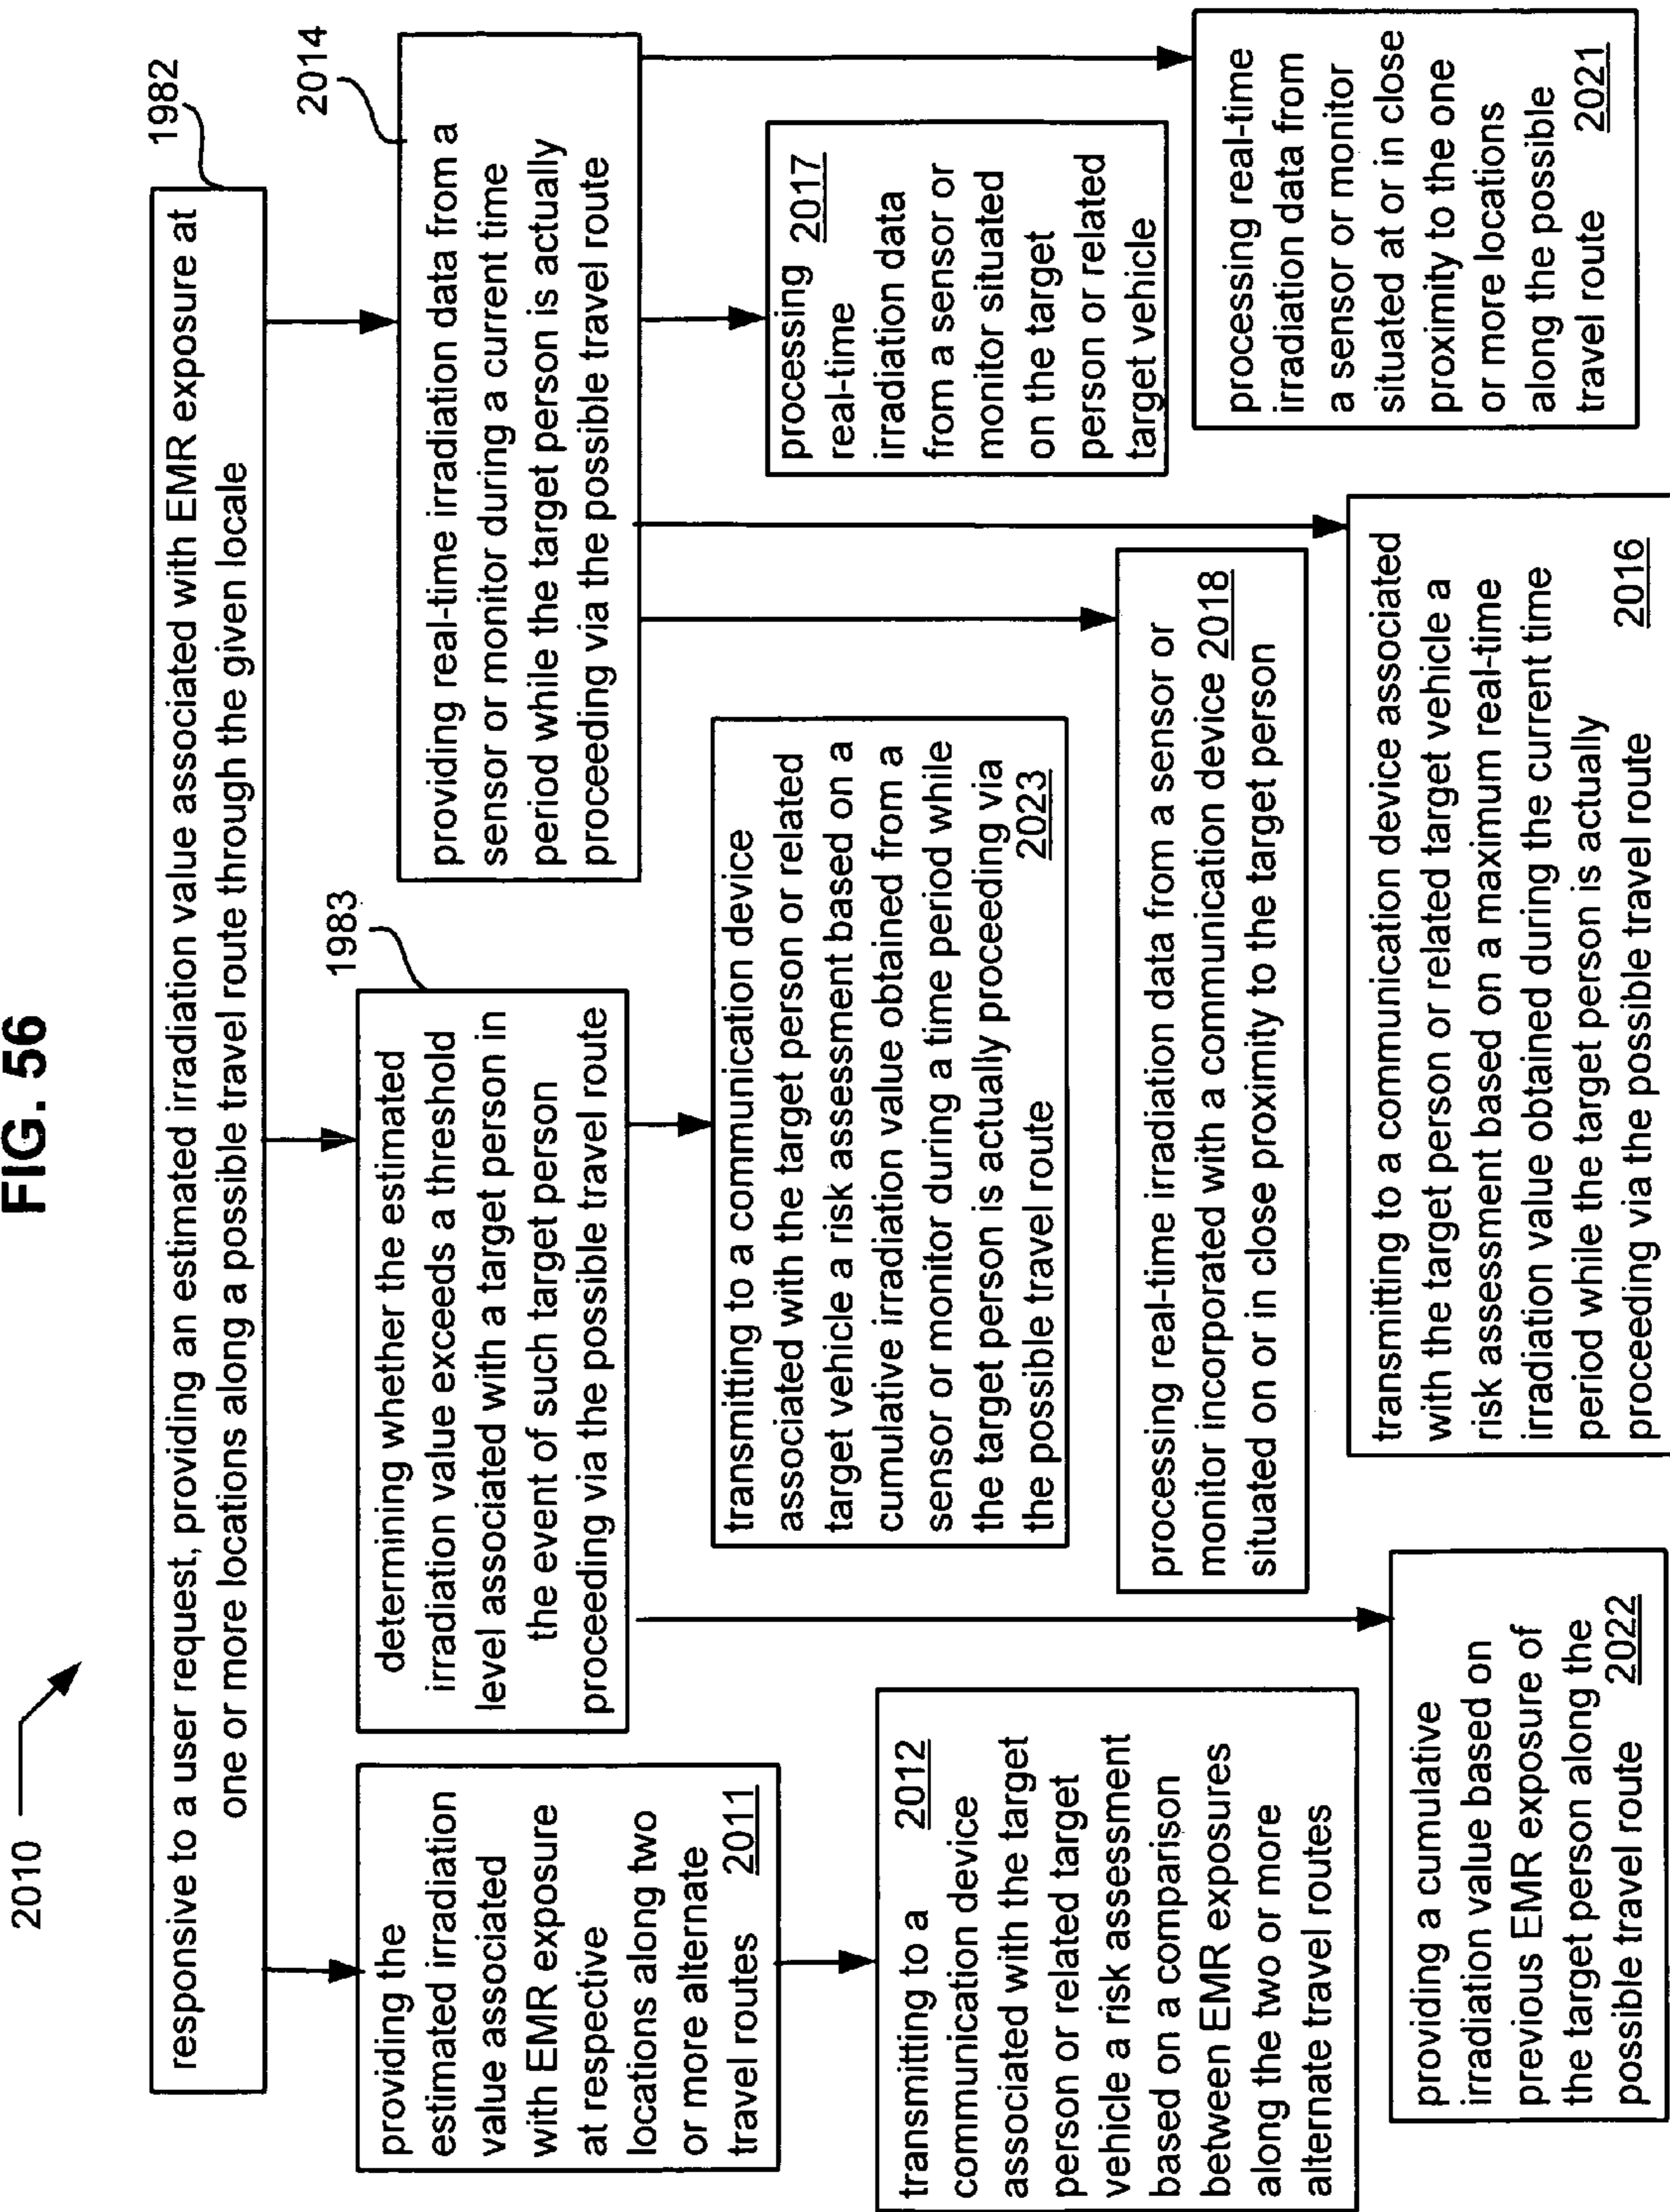 FIG. 56
2010
1982
responsive to a user request, providing an estimated irradiation value associated with EMR exposure at
one or more locations along a possible travel route through the given locale
providing the
estimated irradiation
value associated
with EMR exposure
at respective
locations along two
or more alternate
travel routes 2011
1983
determining whether the estimated
irradiation value exceeds a threshold
level associated with a target person in
the event of such target person
proceeding via the possible travel route
2014
providing real-time irradiation data from a
sensor or monitor during a current time
period while the target person is actually
proceeding via the possible travel route
transmitting to a 2012
communication device
associated with the target
person or related target
vehicle a risk assessment
based on a comparison
between EMR exposures
along the two or more
alternate travel routes
transmitting to a communication device
associated with the target person or related
target vehicle a risk assessment based on a
cumulative irradiation value obtained from a
sensor or monitor during a time period while
the target person is actually proceeding via
the possible travel route 2023
processing 2017
real-time
irradiation data
from a sensor or
monitor situated
on the target
person or related
target vehicle
processing real-time irradiation data from a sensor or
monitor incorporated with a communication device 2018
situated on or in close proximity to the target person
processing real-time
irradiation data from
a sensor or monitor
situated at or in close
proximity to the one
or more locations
along the possible
travel route 2021
providing a cumulative
irradiation value based on
previous EMR exposure of
the target person along the
possible travel route 2022
transmitting to a communication device associated
with the target person or related target vehicle a
risk assessment based on a maximum real-time
irradiation value obtained during the current time
period while the target person is actually
proceeding via the possible travel route 2016